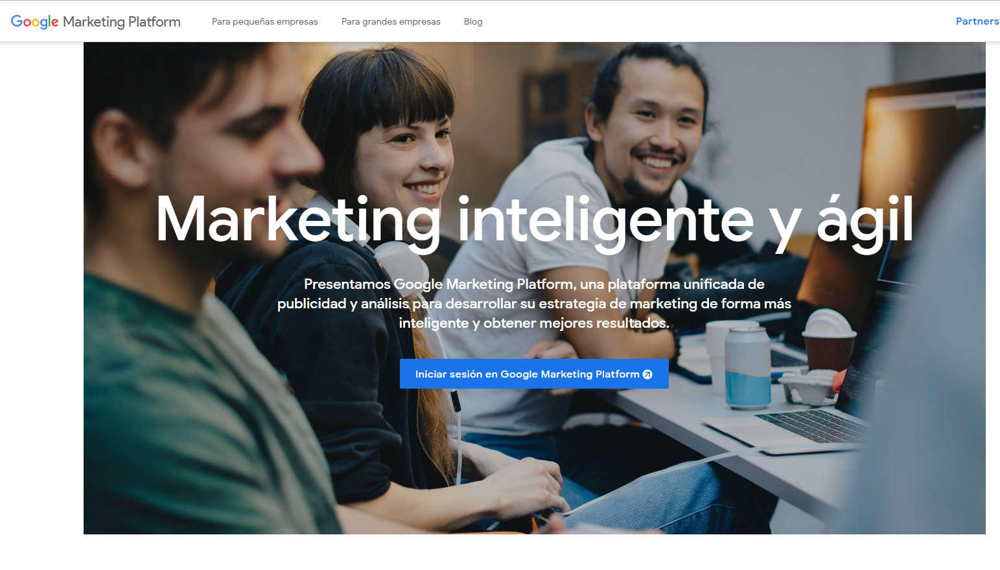 Google Marketing Platform
Para pequeñas empresas
Para grandes empresas
Blog
Partners
Marketing inteligente y ágil
Presentamos Google Marketing Platform, una plataforma unificada de
publicidad y análisis para desarrollar su estrategia de marketing de forma más
inteligente y obtener mejores resultados.
Iniciar sesión en Google Marketing Platform